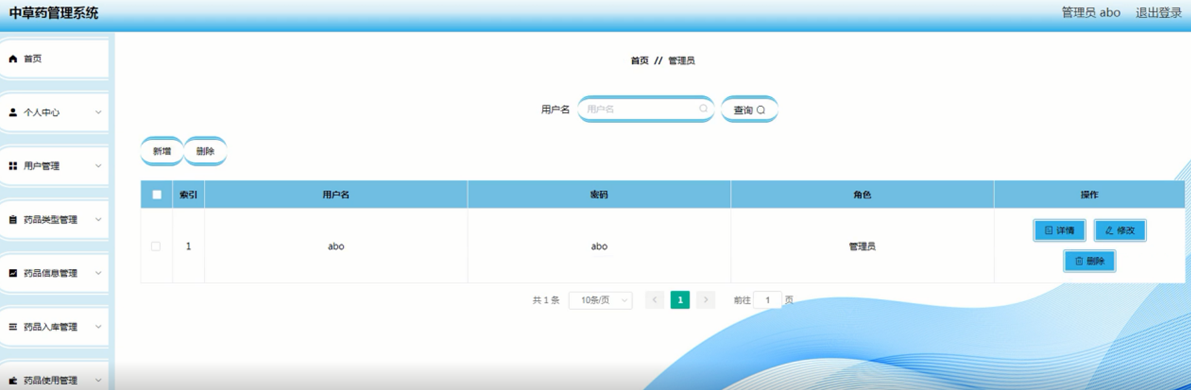 中草药管理系统
管理员 abo 退出登录
首页
个人中心
用户管理
药品类型管理
药品信息管理
药品入库管理
药品使用管理
首页 // 管理员
用户名 用户名 查询
新增 删除
索引 用户名 密码 角色 操作
1 abo abo 管理员 详情 修改
删除
共 1 条 10条/页 < 1 > 前往 1 页